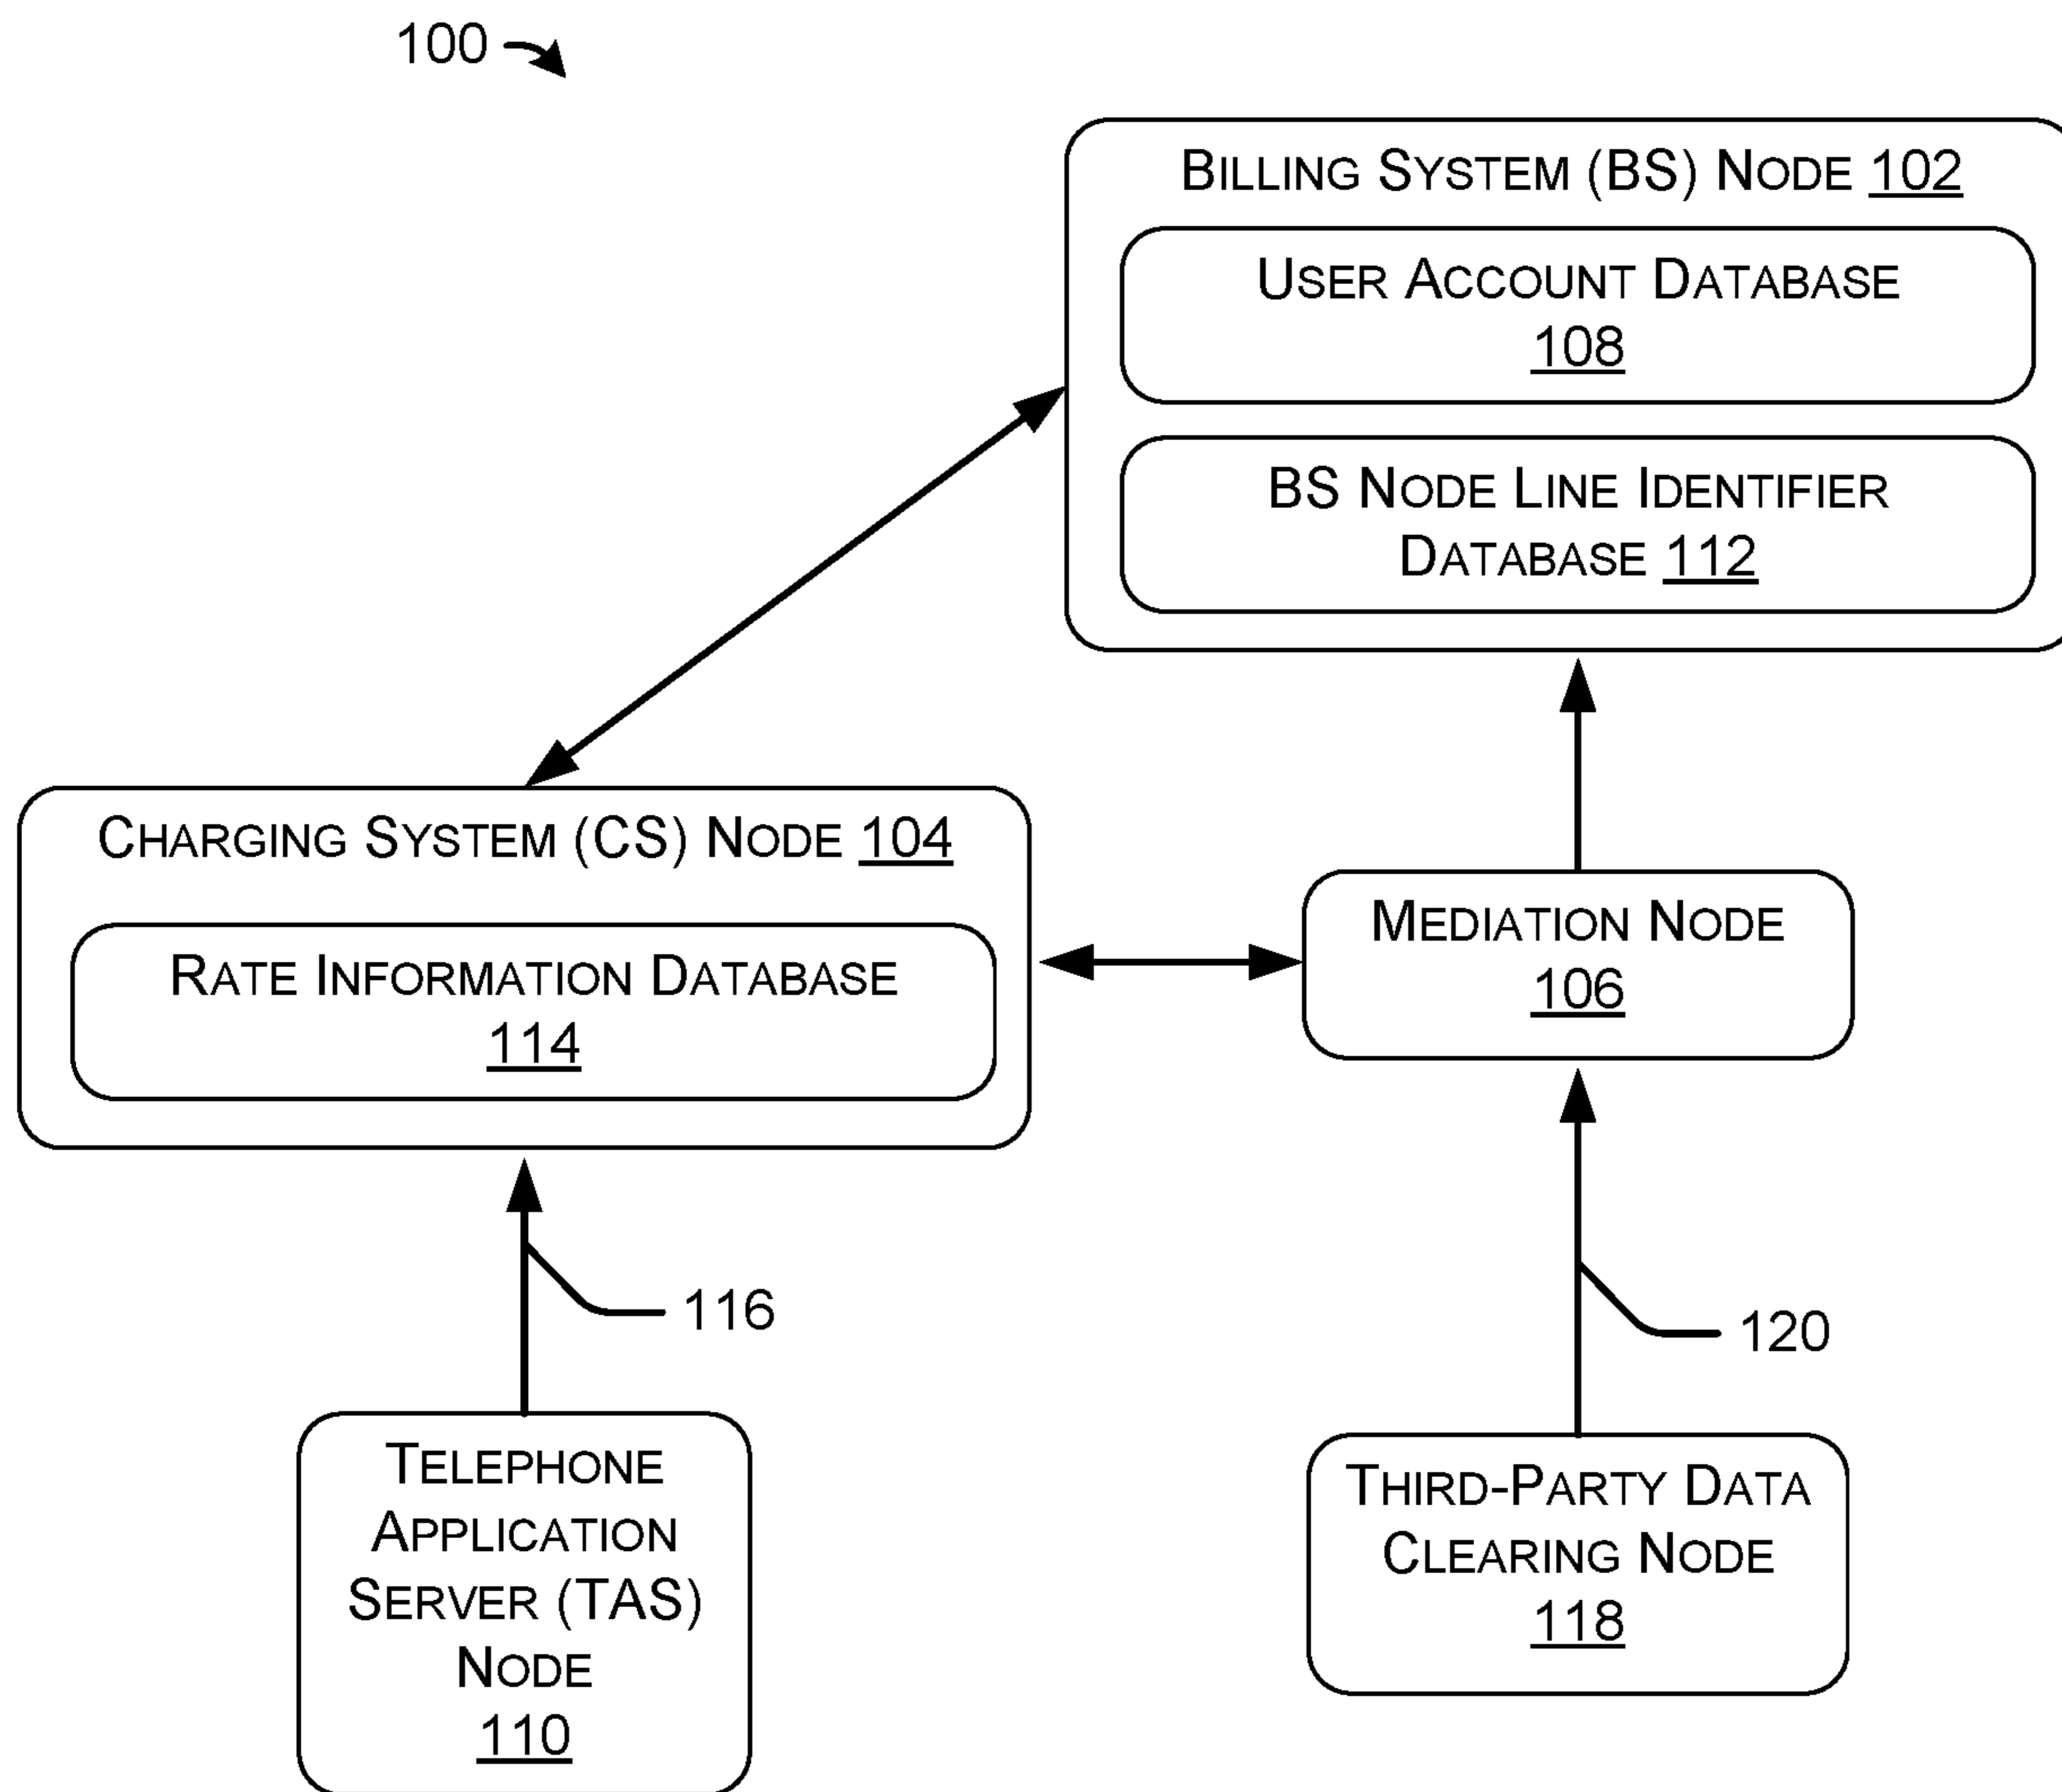 100
BILLING SYSTEM (BS) NODE 102
USER ACCOUNT DATABASE
108
BS NODE LINE IDENTIFIER
DATABASE 112
CHARGING SYSTEM (CS) NODE 104
RATE INFORMATION DATABASE
114
MEDIATION NODE
106
116
120
TELEPHONE
APPLICATION
SERVER (TAS)
NODE
110
THIRD-PARTY DATA
CLEARING NODE
118